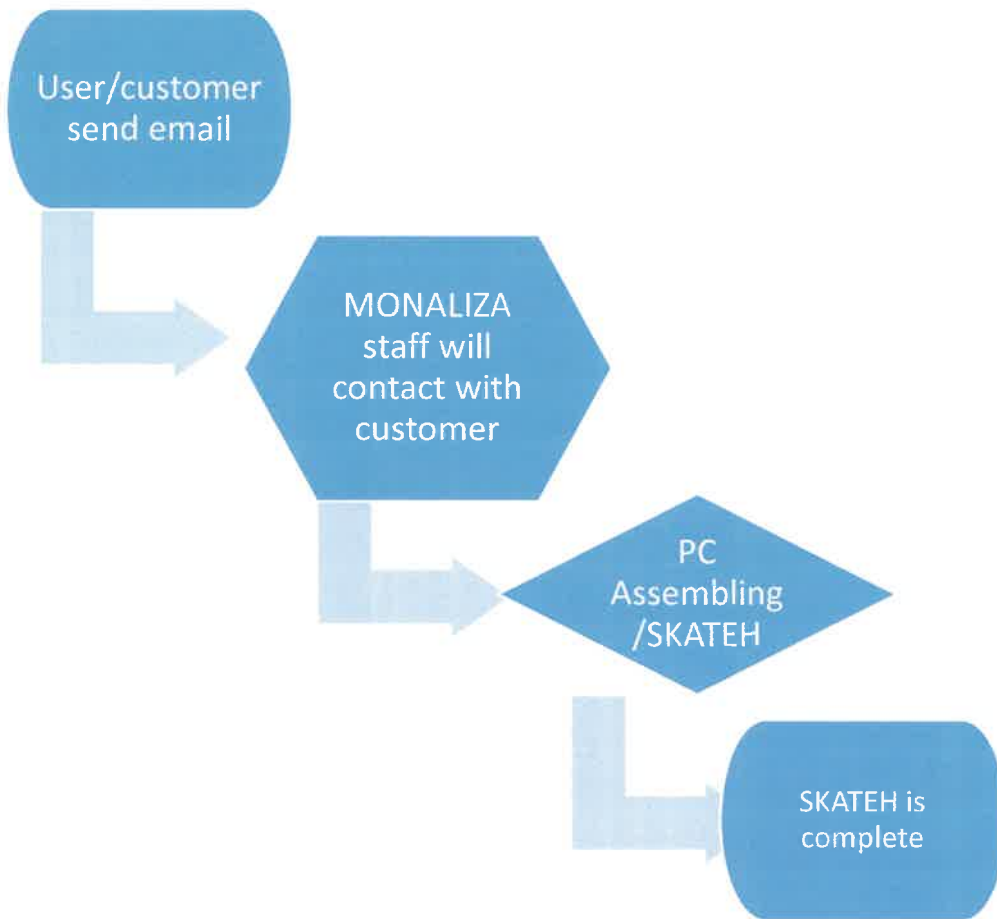 User/customer
send email
MONALIZA
staff will
contact with
customer
PC
Assembling
/SKATEH
SKATEH is
complete